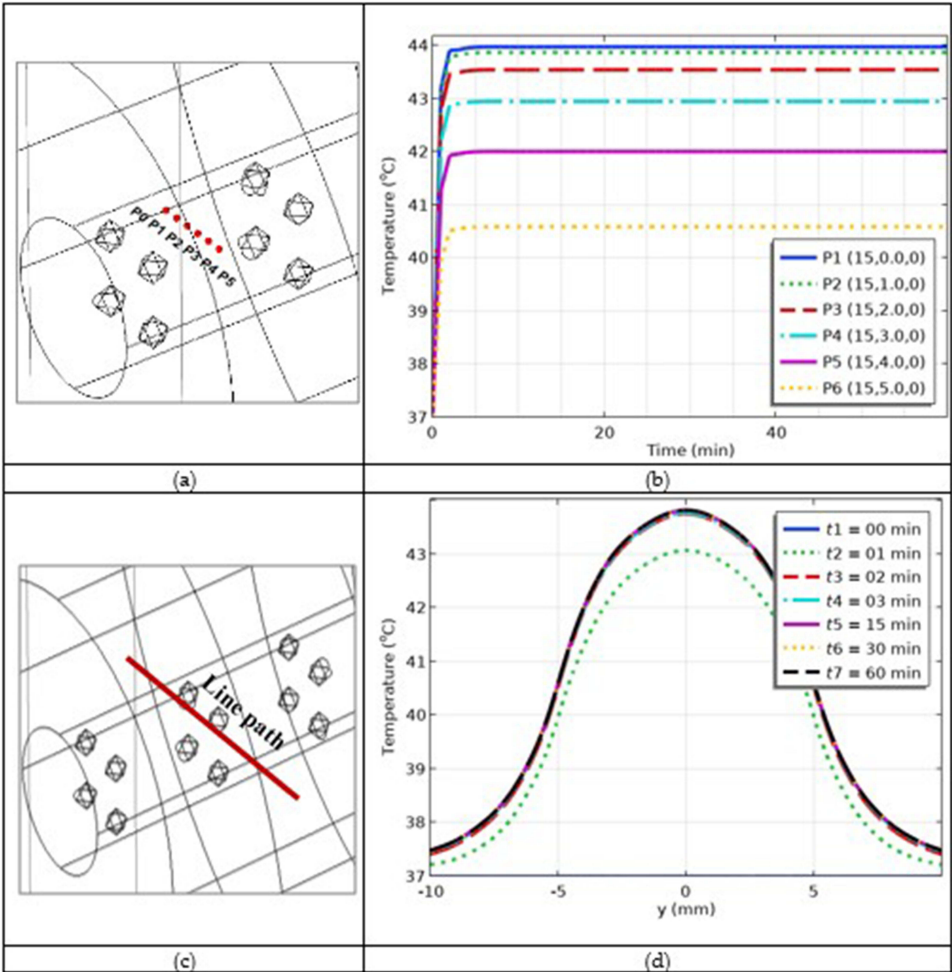 P0 P1 P2 P3 P4 P5
(a)
Temperature (°C)
44
43
42
41
40
39
38
37
0
20
40
Time (min)
P1 (15,0.0,0)
P2 (15,1.0,0)
P3 (15,2.0,0)
P4 (15,3.0,0)
P5 (15,4.0,0)
P6 (15,5.0,0)
(b)
Line path
(c)
Temperature (°C)
43
42
41
40
39
38
37
-10
-5
0
5
y (mm)
t1 = 00 min
t2 = 01 min
t3 = 02 min
t4 = 03 min
t5 = 15 min
t6 = 30 min
t7 = 60 min
(d)